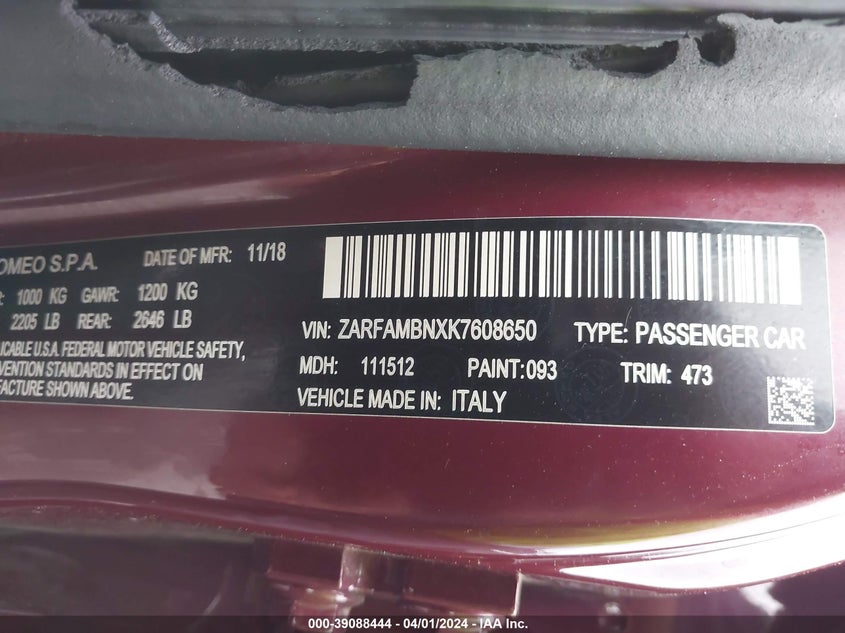 OMEO S.P.A. DATE OF MFR: 11/18
1000 KG GAWR: 1200 KG
2205 LB REAR: 2646 LB
LICABLE U.S.A. FEDERAL MOTOR VEHICLE SAFETY,
VENTION STANDARDS IN EFFECT ON
FACTURE SHOWN ABOVE.
VIN: ZARFAMBNXK7608650 TYPE: PASSENGER CAR
MDH: 111512 PAINT:093 TRIM: 473
VEHICLE MADE IN: ITALY
000-39088444 - 04/01/2024 - IAA Inc.